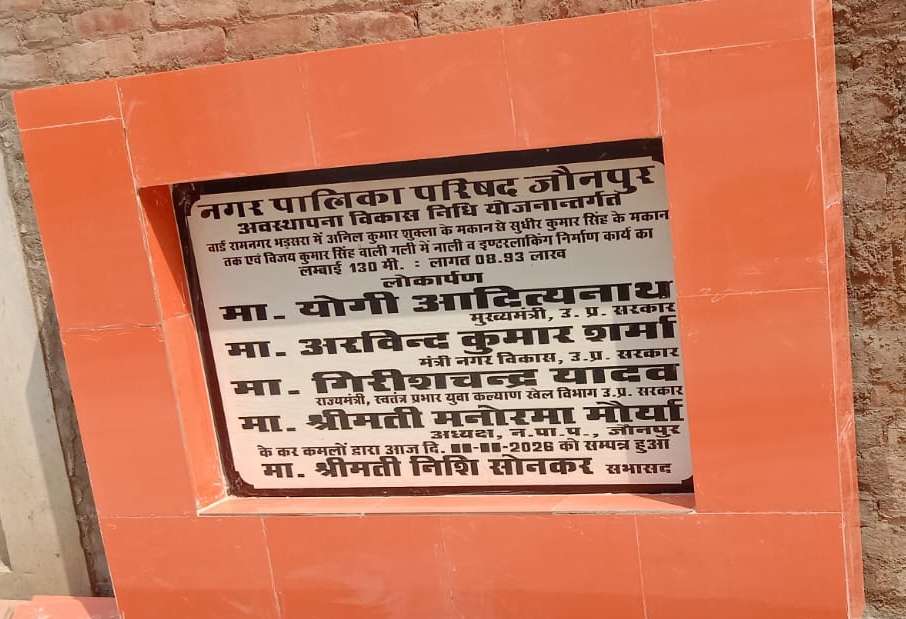 नगर पालिका परिषद जौनपुर
अवस्थापना विकास निधि योजनान्तर्गत
वार्ड रामनगर भड़सरा में अनिल कुमार शुक्ला के मकान से सुधीर कुमार सिंह के मकान
तक एवं विजय कुमार सिंह वाली गली में नाली व इण्टरलाकिंग निर्माण कार्य का
लम्बाई 130 मी. : लागत 08.93 लाख
लोकार्पण
मा. योगी आदित्यनाथ
मुख्यमंत्री, उ. प्र. सरकार
मा. अरविन्द कुमार शर्मा
मंत्री नगर विकास, उ.प्र. सरकार
मा. गिरीशचन्द्र यादव
राज्यमंत्री, स्वतंत्र प्रभार युवा कल्याण खेल विभाग उ.प्र. सरकार
मा. श्रीमती मनोरमा मौर्या
अध्यक्ष, न.पा.प., जौनपुर
के कर कमलों द्वारा आज दि. -2026 को सम्पन्न हुआ
मा. श्रीमती निशि सोनकर सभासद